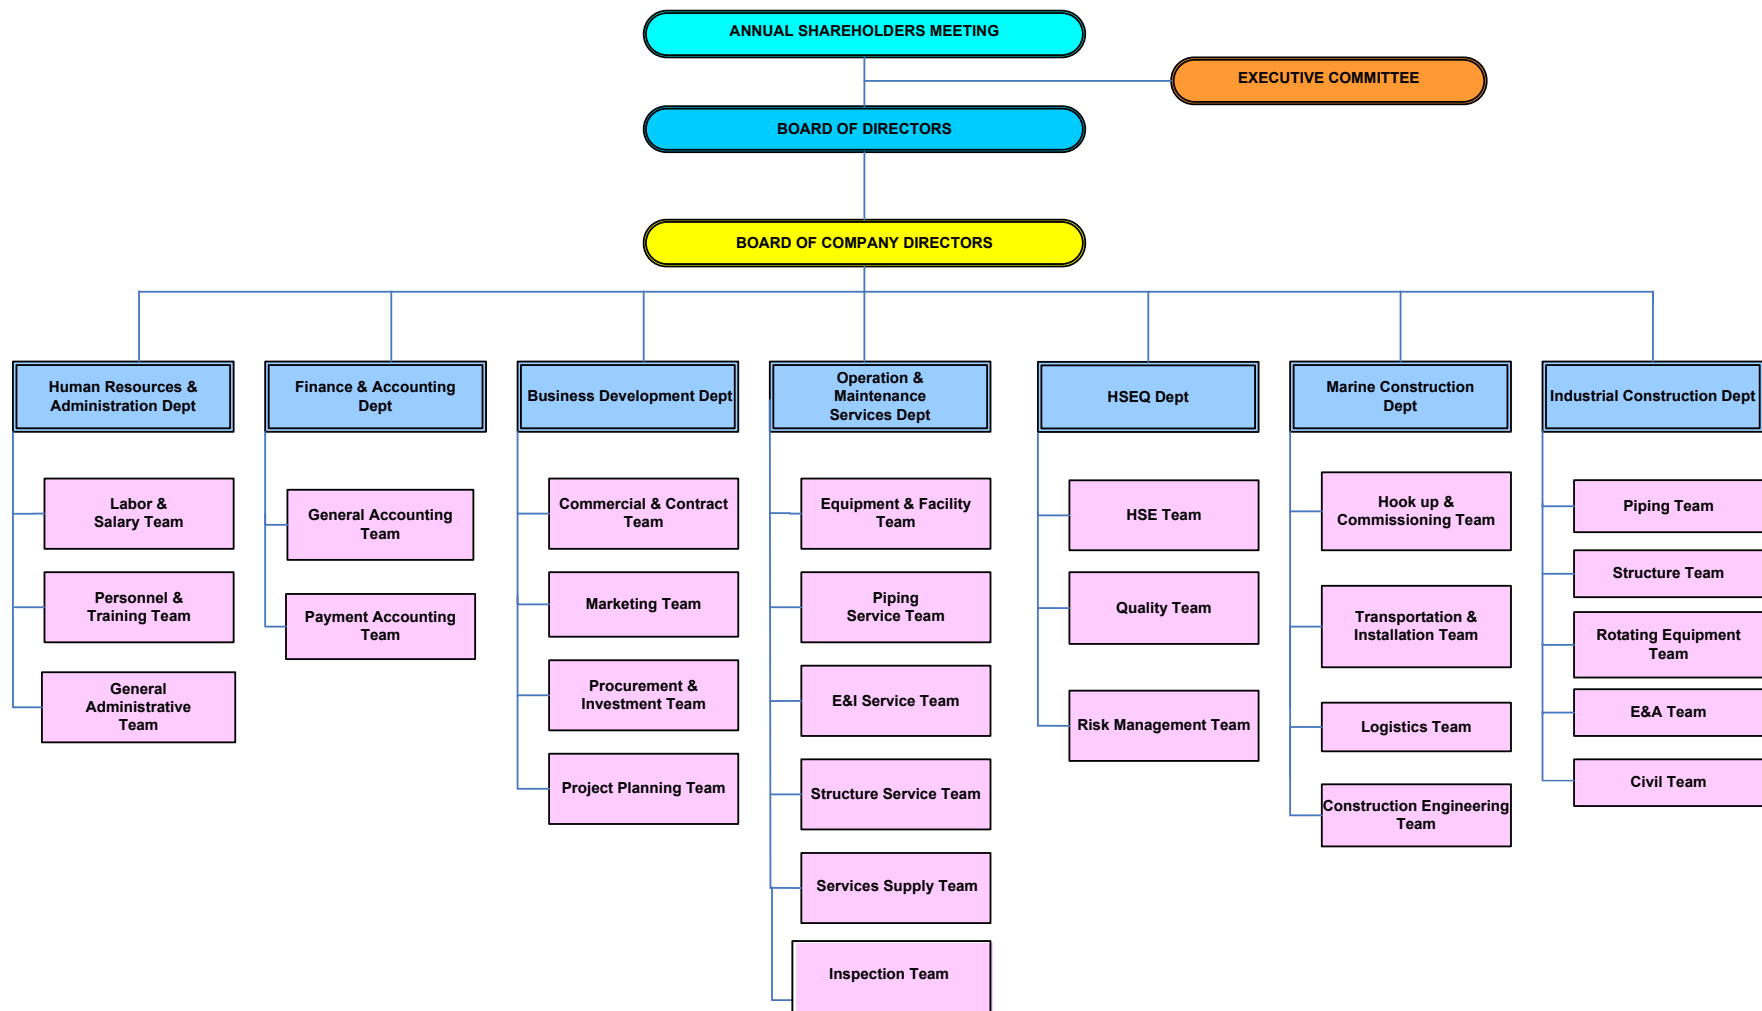 ANNUAL SHAREHOLDERS MEETING
EXECUTIVE COMMITTEE
BOARD OF DIRECTORS
BOARD OF COMPANY DIRECTORS
Human Resources &
Administration Dept
Labor &
Salary Team
Personnel &
Training Team
General
Administrative
Team
Finance & Accounting
Dept
General Accounting
Team
Payment Accounting
Team
Business Development Dept
Commercial & Contract
Team
Marketing Team
Procurement &
Investment Team
Project Planning Team
Operation &
Maintenance
Services Dept
Equipment & Facility
Team
Piping
Service Team
E&I Service Team
Structure Service Team
Services Supply Team
Inspection Team
HSEQ Dept
HSE Team
Quality Team
Risk Management Team
Marine Construction
Dept
Hook up &
Commissioning Team
Transportation &
Installation Team
Logistics Team
Construction Engineering
Team
Industrial Construction Dept
Piping Team
Structure Team
Rotating Equipment
Team
E&A Team
Civil Team